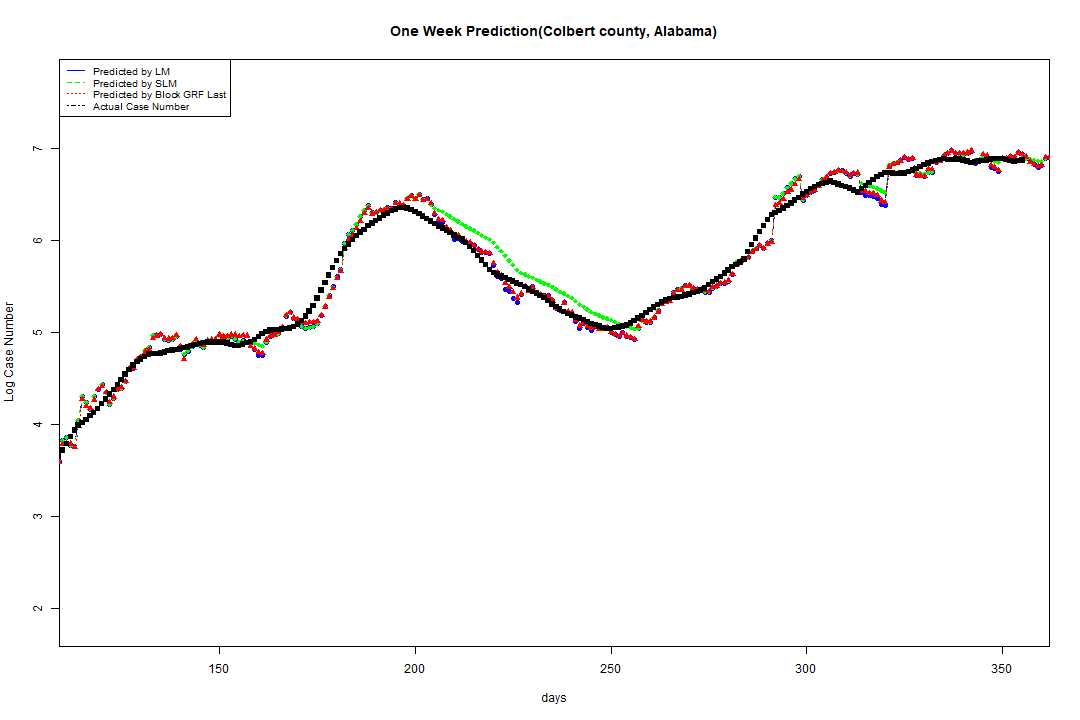 One Week Prediction(Colbert county, Alabama)
Predicted by LM
Predicted by SLM
Predicted by Block GRF Last
Actual Case Number
7
6
5
4
3
2
Log Case Number
150 200 250 300 350
days